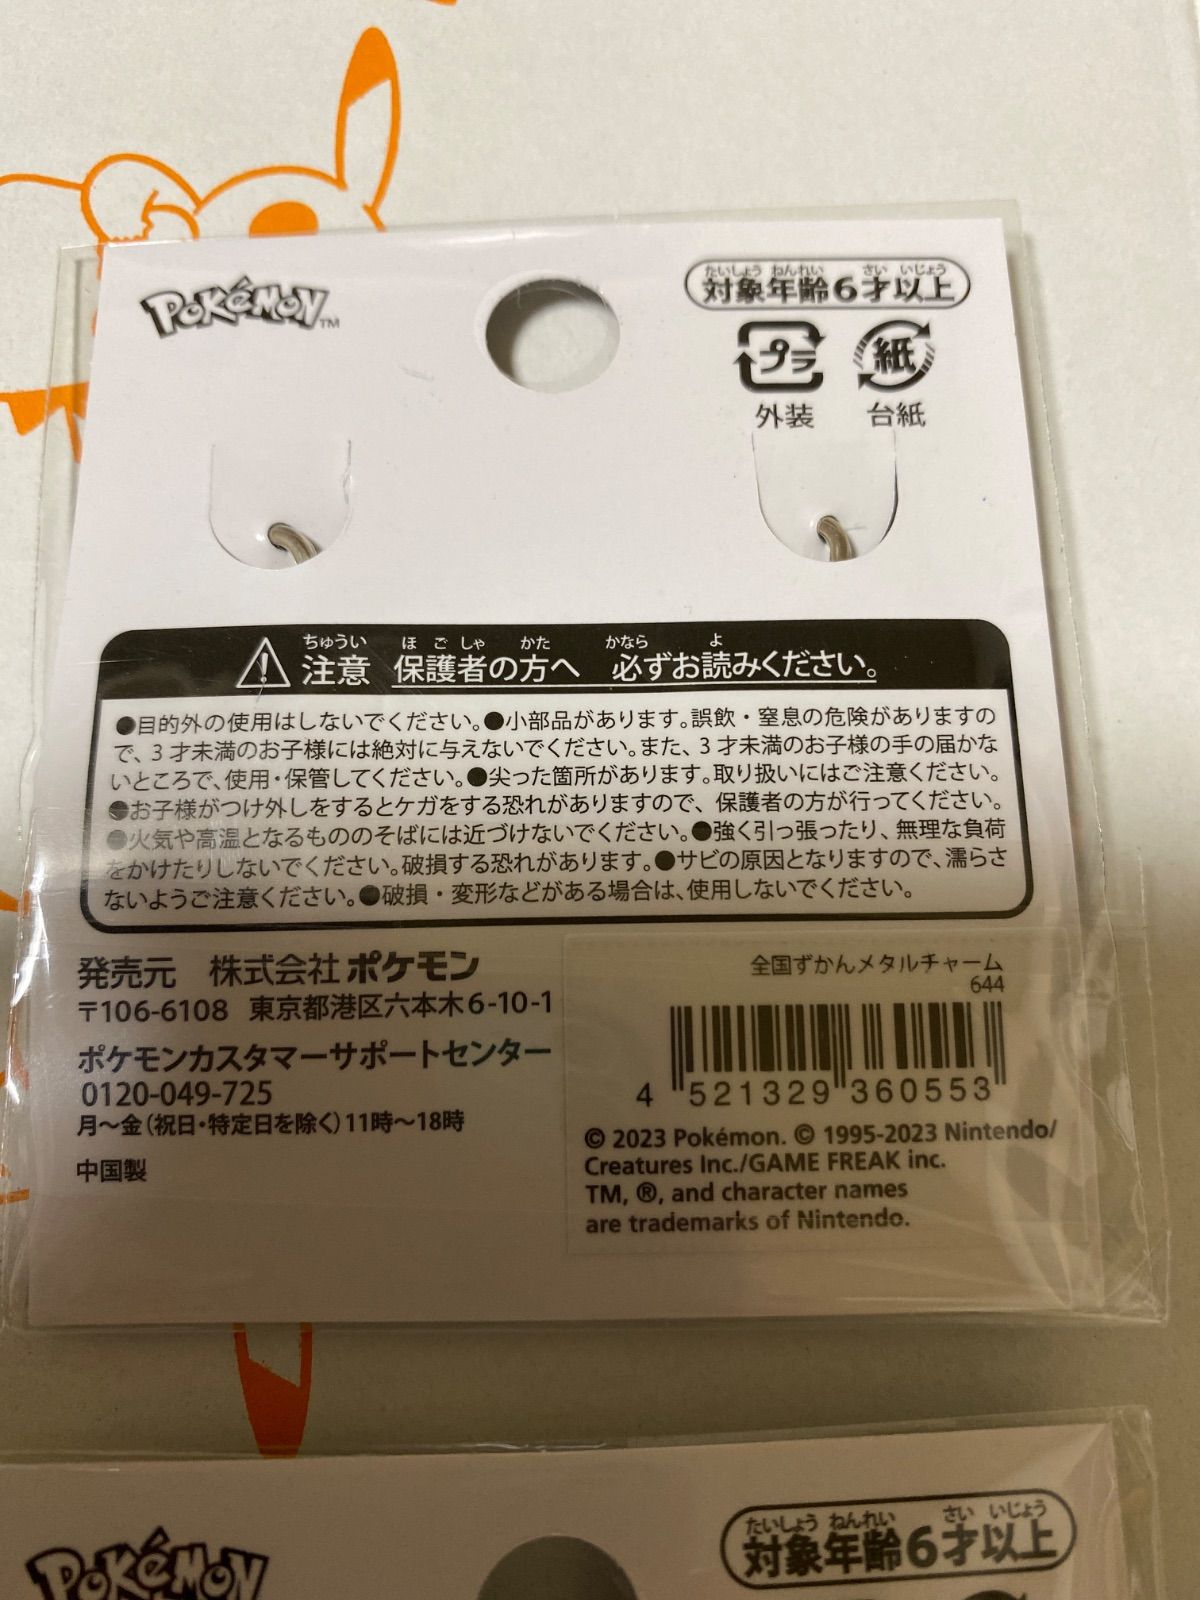 Pokémon™
たいしょう ねんれい さい いじょう
対象年齢6才以上
プラ 紙
外装 台紙
ちゅうい ほごしゃ かた かなら よ
注意 保護者の方へ 必ずお読みください。
●目的外の使用はしないでください。●小部品があります。誤飲・窒息の危険がありますの
で、3才未満のお子様には絶対に与えないでください。また、3才未満のお子様の手の届かな
いところで、使用・保管してください。●尖った箇所があります。取り扱いにはご注意ください。
●お子様がつけ外しをするとケガをする恐れがありますので、保護者の方が行ってください。
●火気や高温となるもののそばには近づけないでください。●強く引っ張ったり、無理な負荷
をかけたりしないでください。破損する恐れがあります。●サビの原因となりますので、濡らさ
ないようご注意ください。●破損・変形などがある場合は、使用しないでください。
発売元 株式会社ポケモン
〒106-6108 東京都港区六本木6-10-1
ポケモンカスタマーサポートセンター
0120-049-725
月〜金(祝日・特定日を除く)11時〜18時
中国製
全国ずかんメタルチャーム
644
4 521329 360553
© 2023 Pokémon. © 1995-2023 Nintendo/
Creatures Inc./GAME FREAK inc.
TM, ®, and character names
are trademarks of Nintendo.
Pokémon
たいしょう ねんれい さい いじょう
対象年齢6才以上